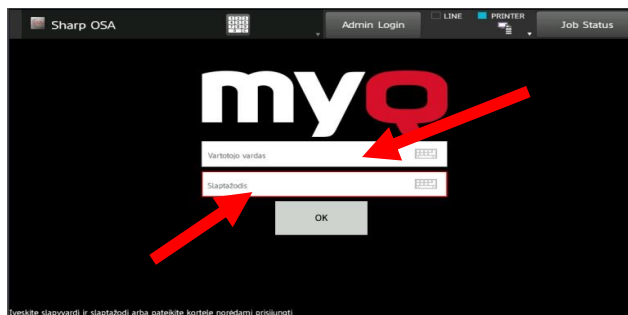 Sharp OSA
Admin Login
LINE
PRINTER
Job Status
myQ
Vartotojo vardas
Slaptažodis
OK
Įveskite slapyvardį ir slaptažodį arba pateikite kortelę norėdami prisijungti